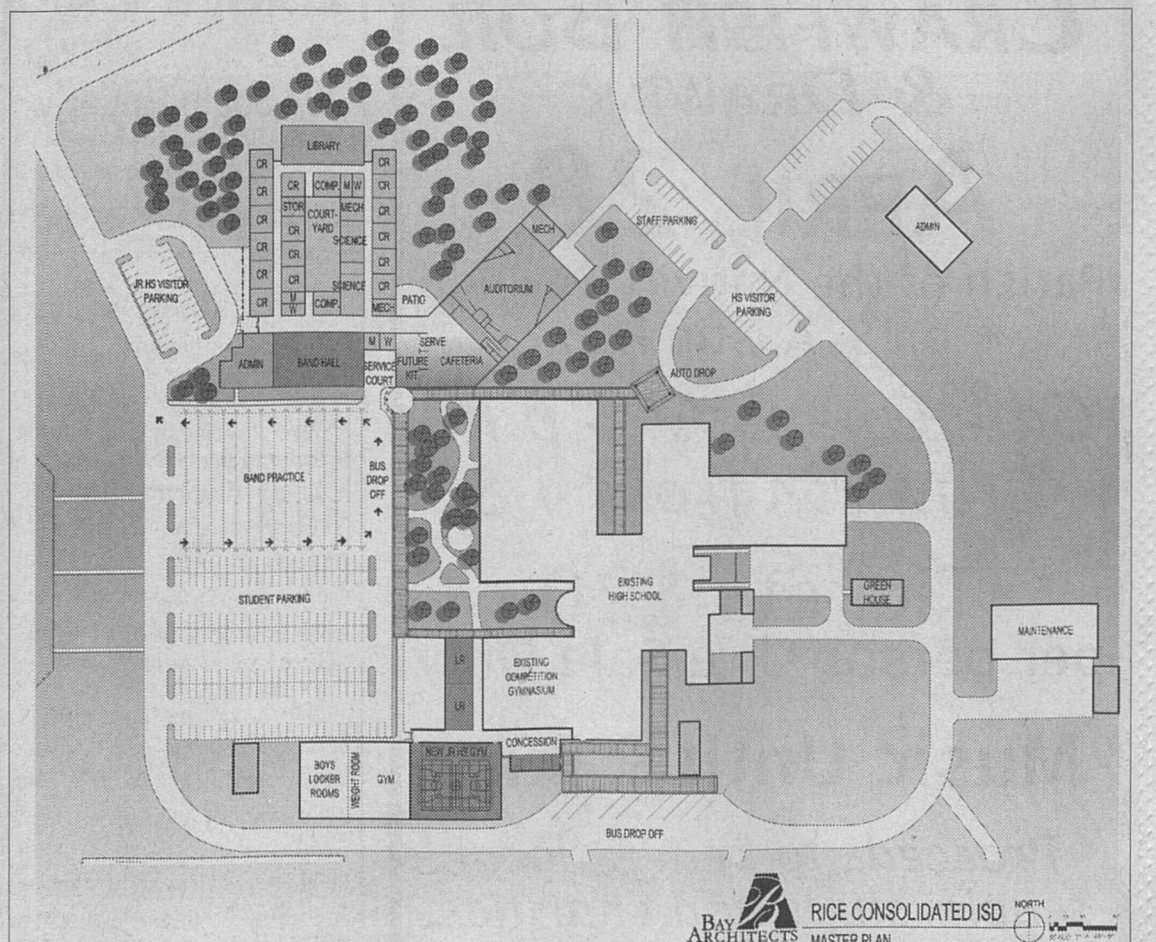 LIBRARY
CR
CR
CR
CR
CR
CR
CR
STOR
CR
CR
CR
M
W
COMP.
COURT-
YARD
COMP.
M W
MECH
SCIENCE
SCIENCE
CR
CR
CR
CR
CR
MECH
MECH
AUDITORIUM
PATIO
STAFF PARKING
ADMIN
JR.HS VISITOR
PARKING
HS VISITOR
PARKING
ADMIN
BAND HALL
M W
SERVICE
COURT
SERVE
FUTURE
KIT.
CAFETERIA
AUTO DROP
BAND PRACTICE
BUS
DROP
OFF
STUDENT PARKING
EXISTING
HIGH SCHOOL
GREEN
HOUSE
MAINTENANCE
LR
LR
EXISTING
COMPETITION
GYMNASIUM
CONCESSION
BOYS
LOCKER
ROOMS
WEIGHT ROOM
GYM
NEW JR HS GYM
BUS DROP OFF
BAY
ARCHITECTS
RICE CONSOLIDATED ISD
MASTER PLAN
NORTH